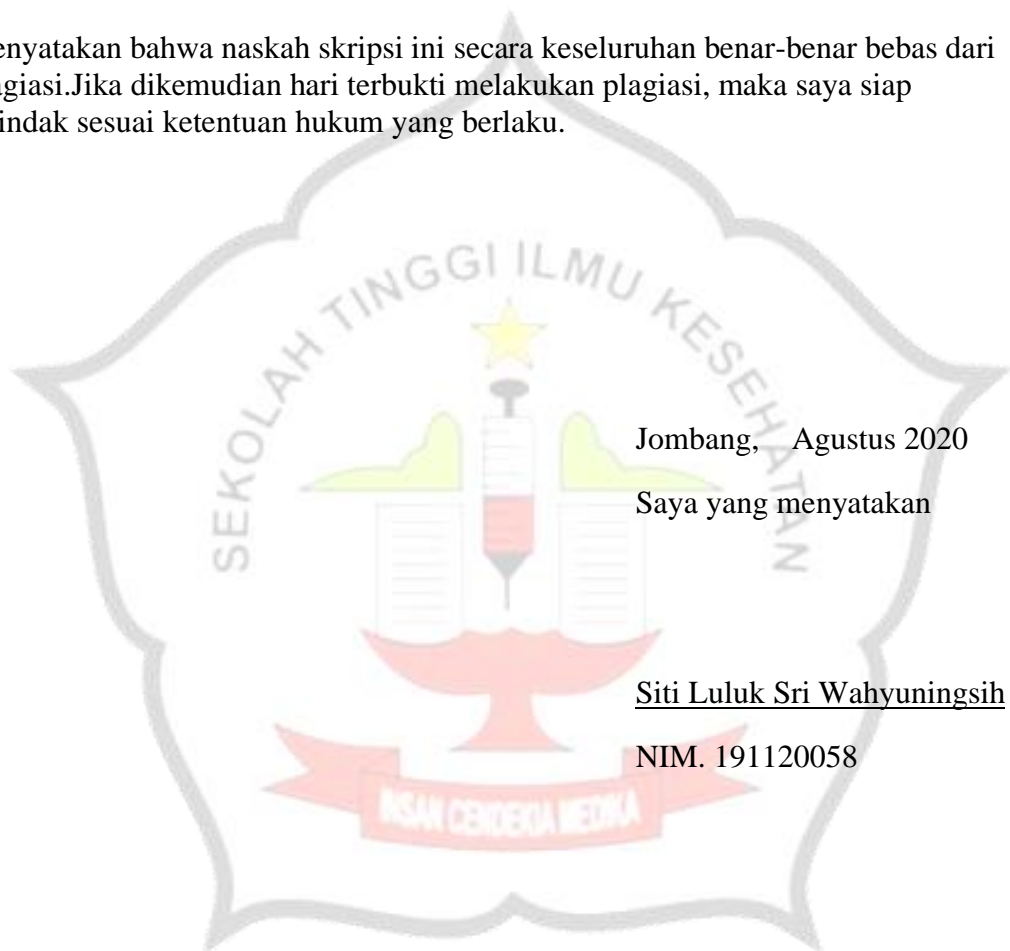 enyatakan bahwa naskah skripsi ini secara keseluruhan benar-benar bebas dari
agiasi.Jika dikemudian hari terbukti melakukan plagiasi, maka saya siap
indak sesuai ketentuan hukum yang berlaku.
SEKOLAH TINGGI ILMU KESEHATAN
Jombang, Agustus 2020
Saya yang menyatakan
Siti Luluk Sri Wahyuningsih
NIM. 191120058
INSAN CENDEKIA MEDIKA